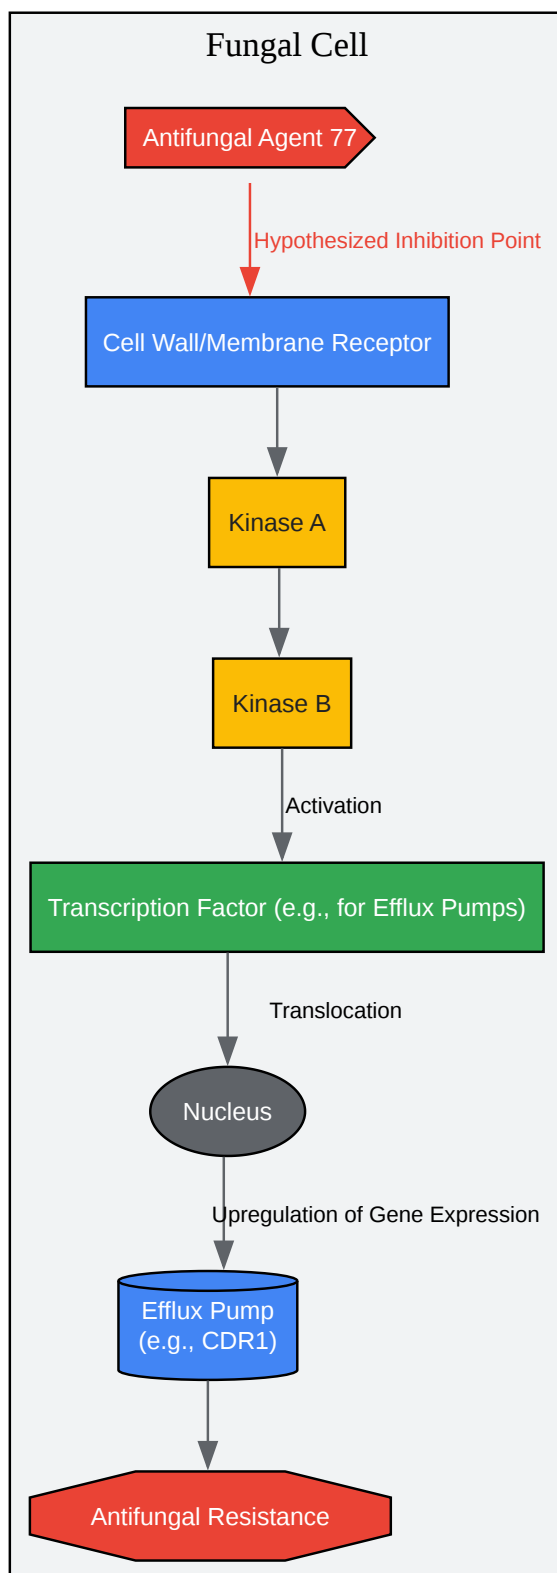 Fungal Cell
Antifungal Agent 77
Hypothesized Inhibition Point
Cell Wall/Membrane Receptor
Kinase A
Kinase B
Activation
Transcription Factor (e.g., for Efflux Pumps)
Translocation
Nucleus
Upregulation of Gene Expression
Efflux Pump
(e.g., CDR1)
Antifungal Resistance